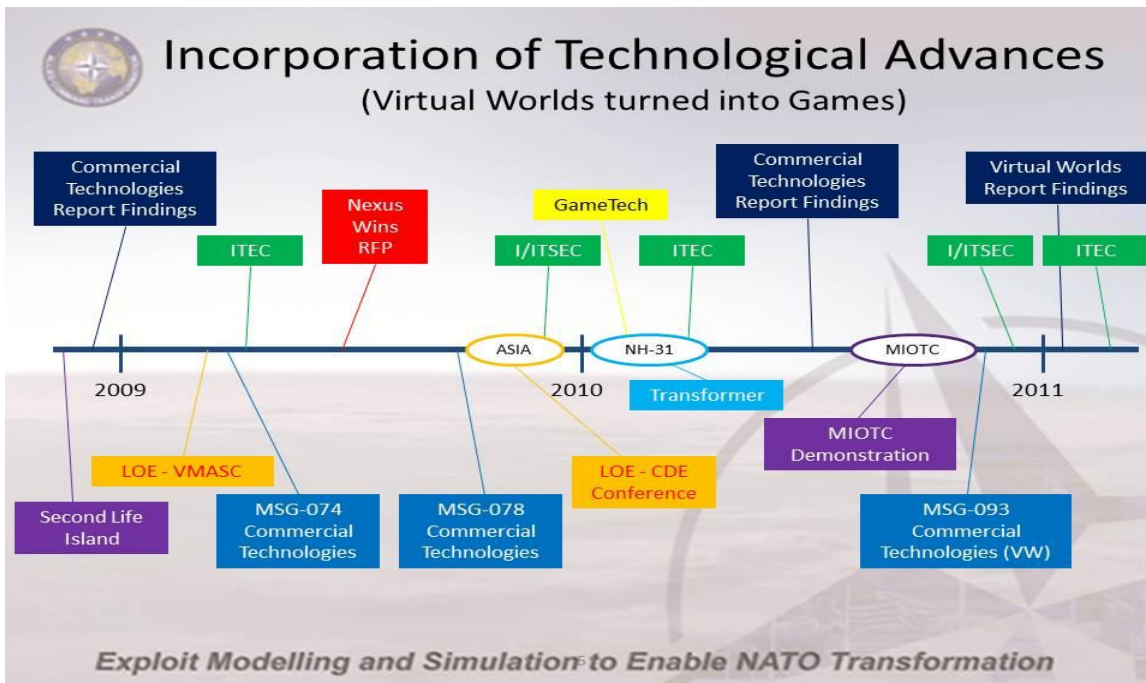 Incorporation of Technological Advances
(Virtual Worlds turned into Games)
Commercial
Technologies
Report Findings
ITEC
Nexus
Wins
RFP
GameTech
I/ITSEC
ITEC
Commercial
Technologies
Report Findings
Virtual Worlds
Report Findings
I/ITSEC
ITEC
ASIA
NH-31
MIOTC
2009
2010
2011
Transformer
LOE - VMASC
LOE - CDE
Conference
MIOTC
Demonstration
Second Life
Island
MSG-074
Commercial
Technologies
MSG-078
Commercial
Technologies
MSG-093
Commercial
Technologies (VW)
Exploit Modelling and Simulation to Enable NATO Transformation